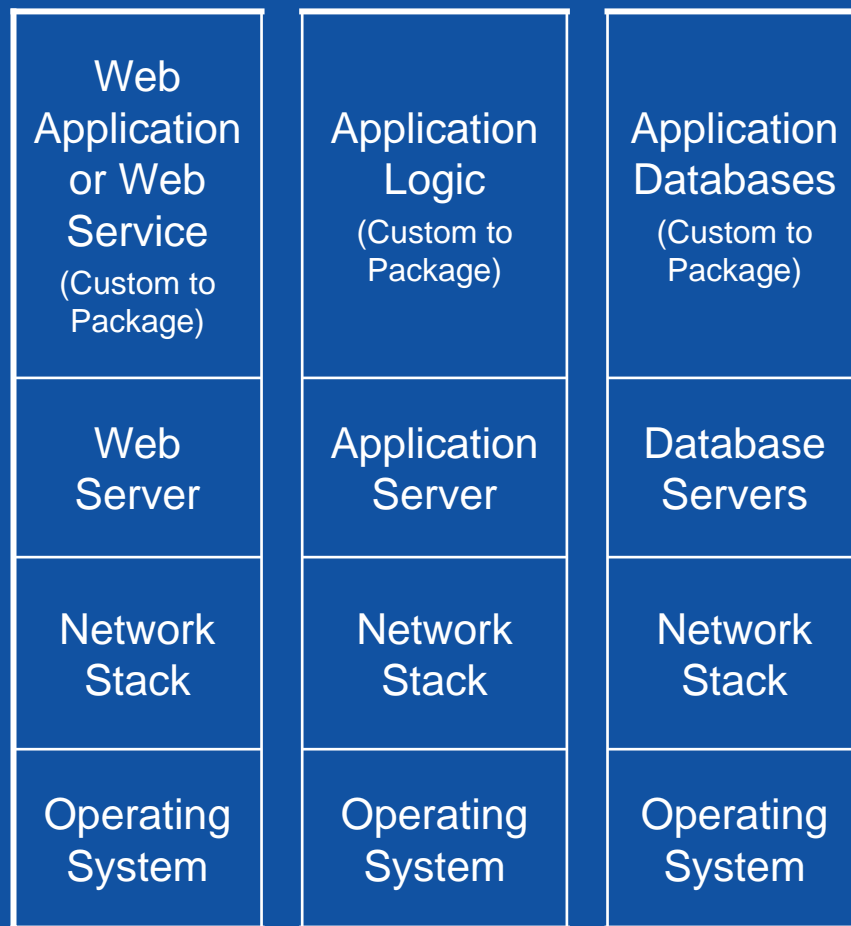 Web
Application
or Web
Service
(Custom to
Package)
Application
Logic
(Custom to
Package)
Application
Databases
(Custom to
Package)
Web
Server
Application
Server
Database
Servers
Network
Stack
Network
Stack
Network
Stack
Operating
System
Operating
System
Operating
System